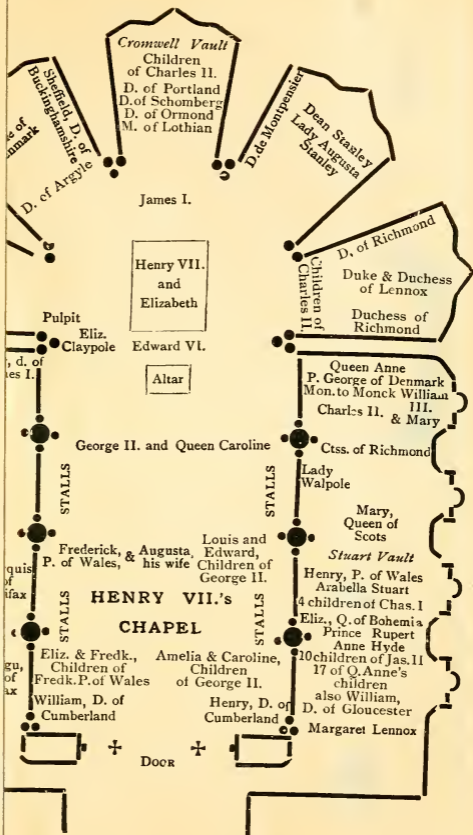 Cromwell Vault
Children
of Charles II.
D. of Portland
D. of Schomberg
D. of Ormond
M. of Lothian
Sheffield, D. of
Buckinghamshire
D. of Argyle
D. de Montpensier
Dean Stanley
Lady Augusta
Stanley
James I.
Henry VII.
and
Elizabeth
Children of
Charles II.
D. of Richmond
Duke & Duchess
of Lennox
Duchess of
Richmond
Pulpit
Eliz.
Claypole
Edward VI.
Altar
, d. of
es I.
Queen Anne
P. George of Denmark
Mon. to Monck William
III.
Charles II. & Mary
George II. and Queen Caroline
Ctss. of Richmond
STALLS
STALLS
Lady
Walpole
Mary,
Queen of
Scots
Stuart Vault
Frederick,
P. of Wales,
& Augusta,
his wife
Louis and
Edward,
Children of
George II.
Henry, P. of Wales
Arabella Stuart
4 children of Chas. I
HENRY VII.'s
CHAPEL
STALLS
STALLS
Eliz., Q. of Bohemia
Prince Rupert
Anne Hyde
10 children of Jas. II
17 of Q. Anne's
children
also William,
D. of Gloucester
Eliz. & Fredk.,
Children of
Fredk. P. of Wales
Amelia & Caroline,
Children
of George II.
William, D. of
Cumberland
Henry, D. of
Cumberland
Margaret Lennox
DOOR